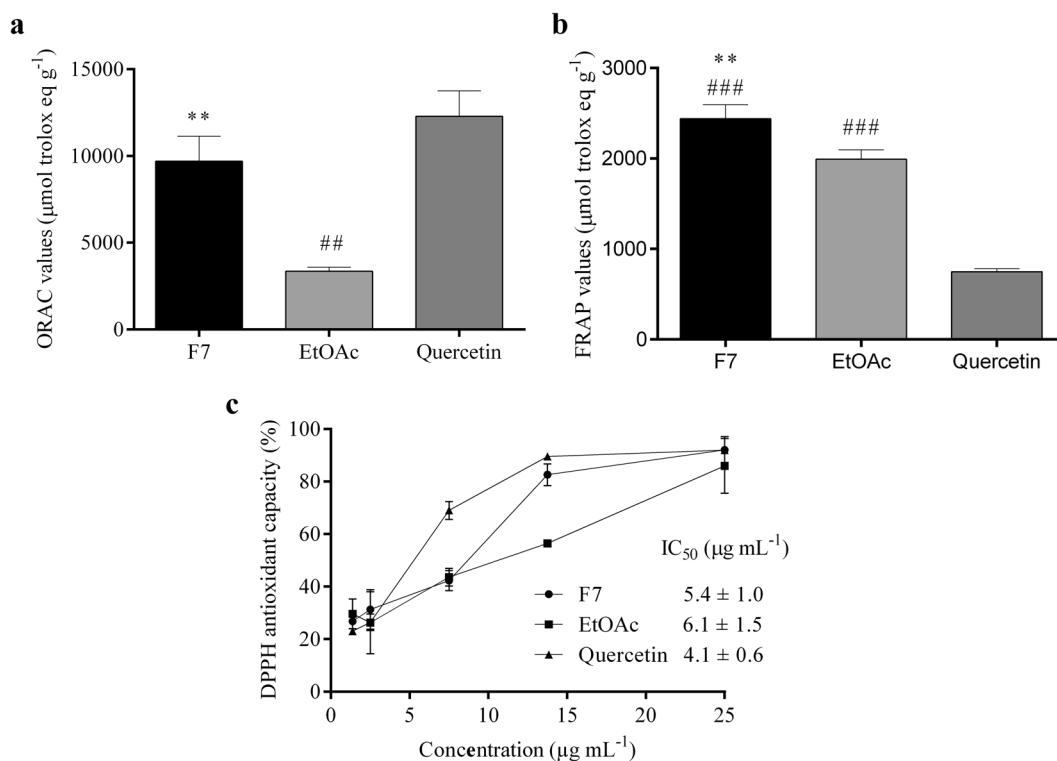 a
ORAC values (μmol trolox eq g⁻¹)
15000
10000
5000
0
**
##
F7 EtOAc Quercetin
b
FRAP values (μmol trolox eq g⁻¹)
3000
2000
1000
0
**
###
###
F7 EtOAc Quercetin
c
DPPH antioxidant capacity (%)
100
80
60
40
20
0
IC₅₀ (μg mL⁻¹)
F7 5.4 ± 1.0
EtOAc 6.1 ± 1.5
Quercetin 4.1 ± 0.6
0 5 10 15 20 25
Concentration (μg mL⁻¹)